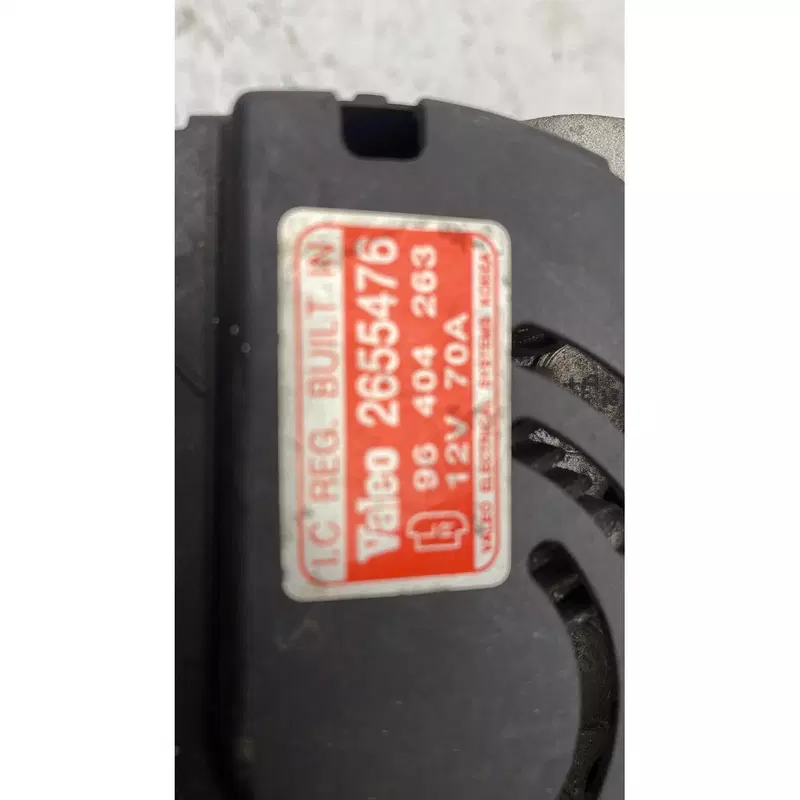 I.C REG. BUILT. IN
Valeo 2655476
96 404 263
12V 70A
VALEO ELECTRICAL SYSTEMS KOREA